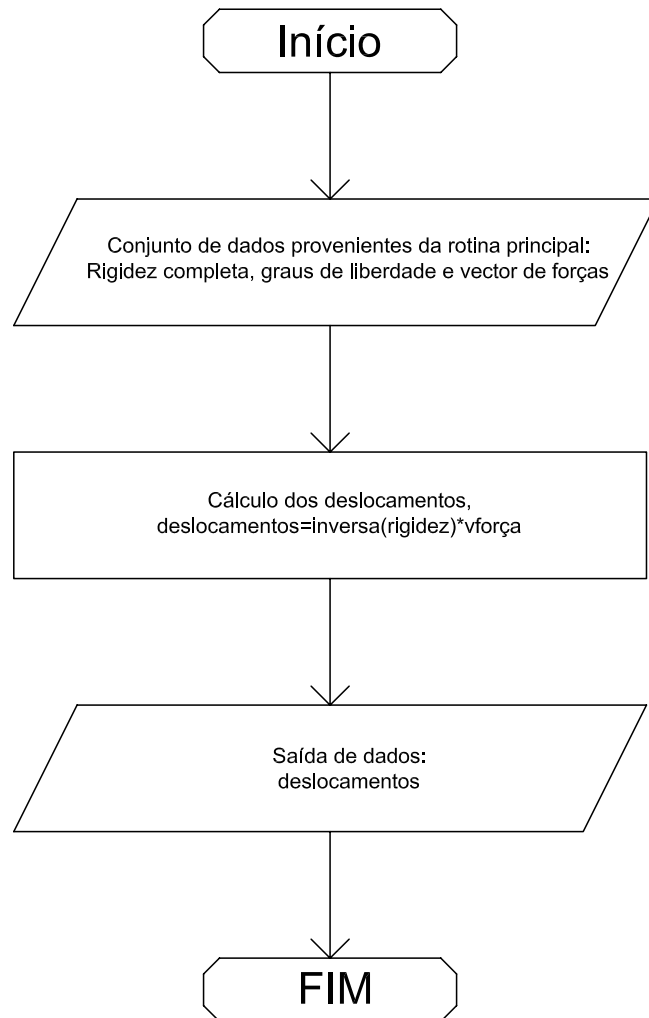 Início
Conjunto de dados provenientes da rotina principal:
Rigidez completa, graus de liberdade e vector de forças
Cálculo dos deslocamentos,
deslocamentos=inversa(rigidez)*vforça
Saída de dados:
deslocamentos
FIM